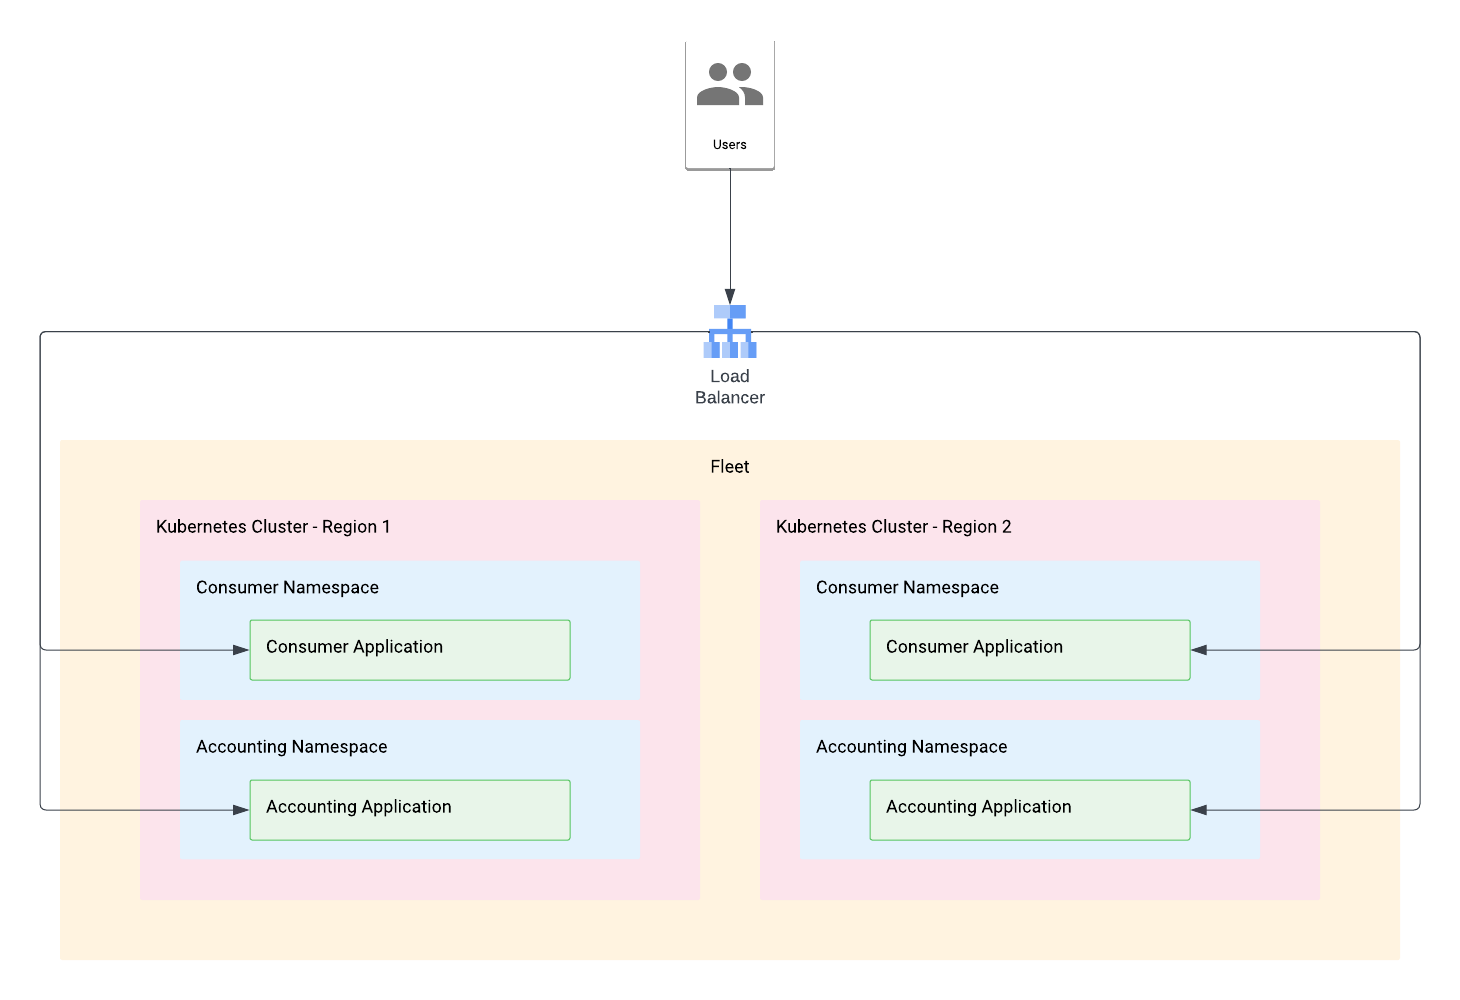 Users
Load
Balancer
Fleet
Kubernetes Cluster - Region 1
Consumer Namespace
Consumer Application
Accounting Namespace
Accounting Application
Kubernetes Cluster - Region 2
Consumer Namespace
Consumer Application
Accounting Namespace
Accounting Application